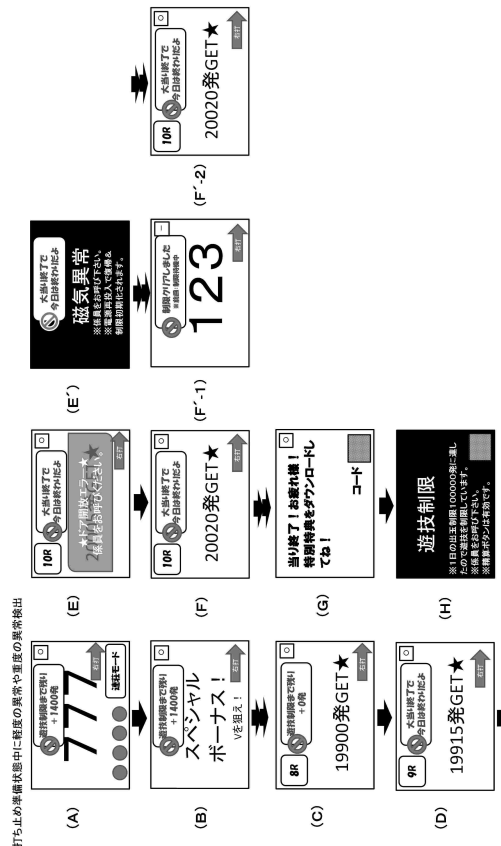 打ち止め準備状態中に軽度の異常や重度の異常検出
(A)
遊技制限まで残り
+1400発
777
右打
連荘モード
(B)
遊技制限まで残り
+1400発
スペシャル
ボーナス！
Vを狙え！
右打
(C)
8R
遊技制限まで残り
+0発
19900発GET★
右打
(D)
9R
大当り終了で
今日は終わりだよ
19915発GET★
右打
(E)
10R
大当り終了で
今日は終わりだよ
★ドア開放エラー★
係員をお呼びください。
右打
(F)
10R
大当り終了で
今日は終わりだよ
20020発GET★
右打
(G)
当り終了！お疲れ様！
特別特典をダウンロードし
てね！
コード
(H)
遊技制限
※1日の出玉制限100000発に達し
たので遊技を制限しています。
※係員をお呼び下さい。
※精算ボタンは有効です。
(E´)
大当り終了で
今日は終わりだよ
磁気異常
※係員をお呼び下さい。
※電源再投入で復帰&
制限初期化されます。
(F´-1)
制限クリアしました
123
右打
(F´-2)
10R
大当り終了で
今日は終わりだよ
20020発GET★
右打